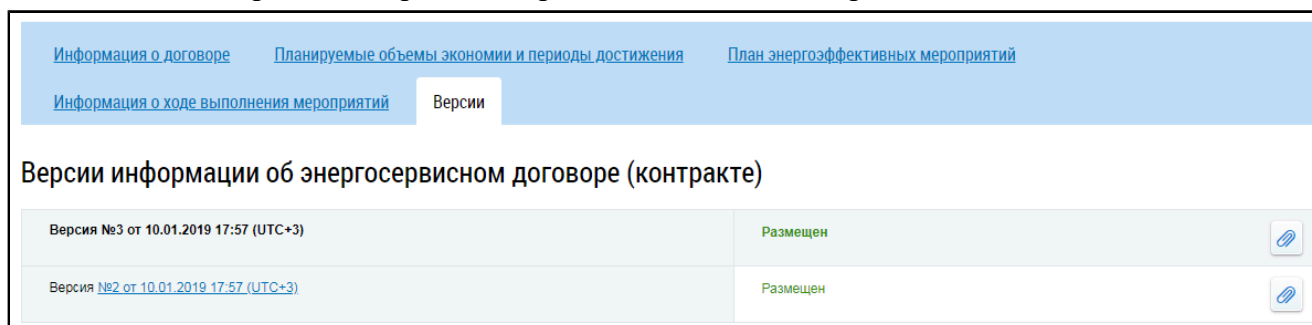 Информация о договоре Планируемые объемы экономии и периоды достижения План энергоэффективных мероприятий
Информация о ходе выполнения мероприятий Версии
Версии информации об энергосервисном договоре (контракте)
Версия №3 от 10.01.2019 17:57 (UTC+3) Размещен
Версия №2 от 10.01.2019 17:57 (UTC+3) Размещен